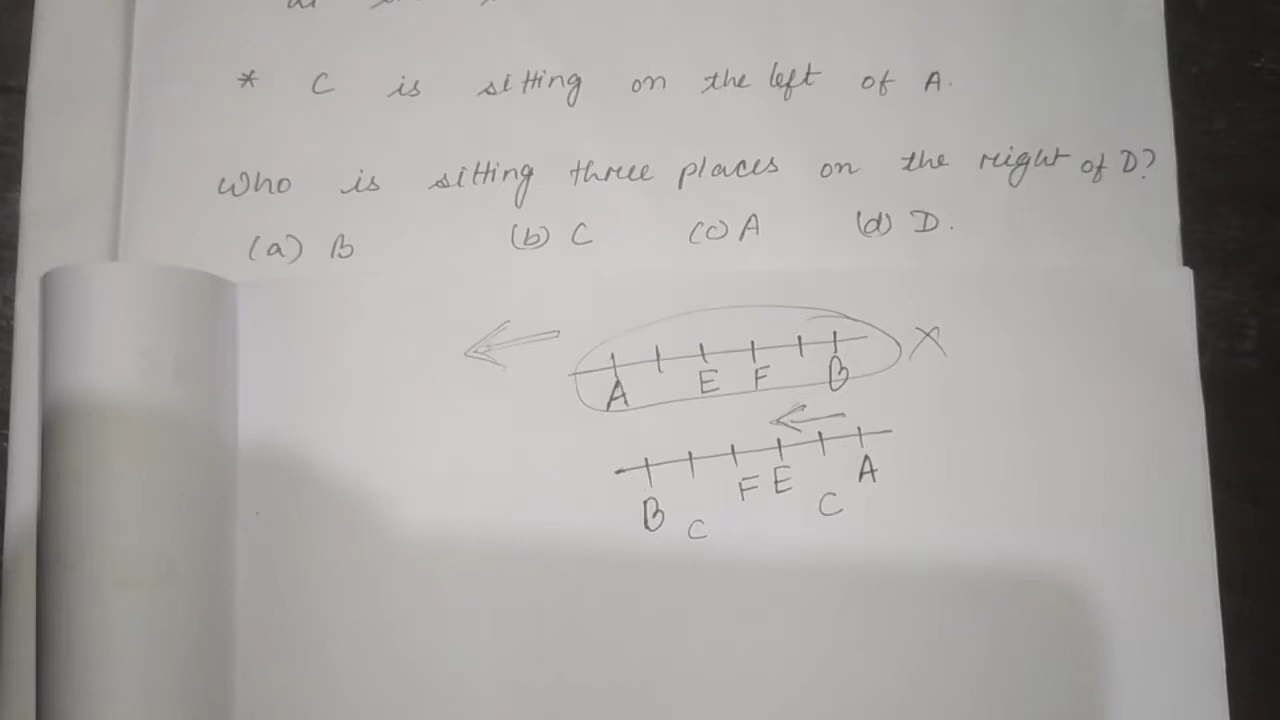 * C is sitting on the left of A.
Who is sitting three places on the right of D?
(a) B (b) C (c) A (d) D.
A E F B X
B C F E C A